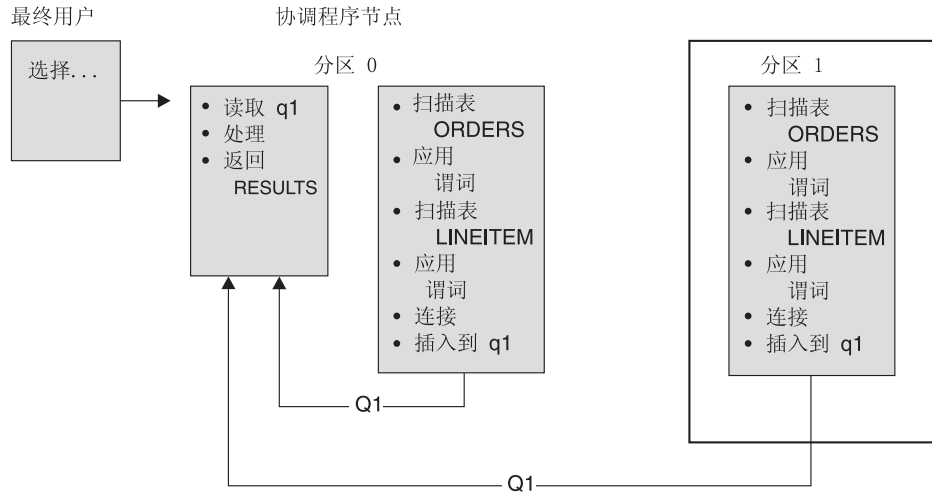 最终用户
协调程序节点
选择...
分区 0
分区 1
• 读取 q1
• 处理
• 返回
RESULTS
• 扫描表
ORDERS
• 应用
谓词
• 扫描表
LINEITEM
• 应用
谓词
• 连接
• 插入到 q1
• 扫描表
ORDERS
• 应用
谓词
• 扫描表
LINEITEM
• 应用
谓词
• 连接
• 插入到 q1
Q1
Q1